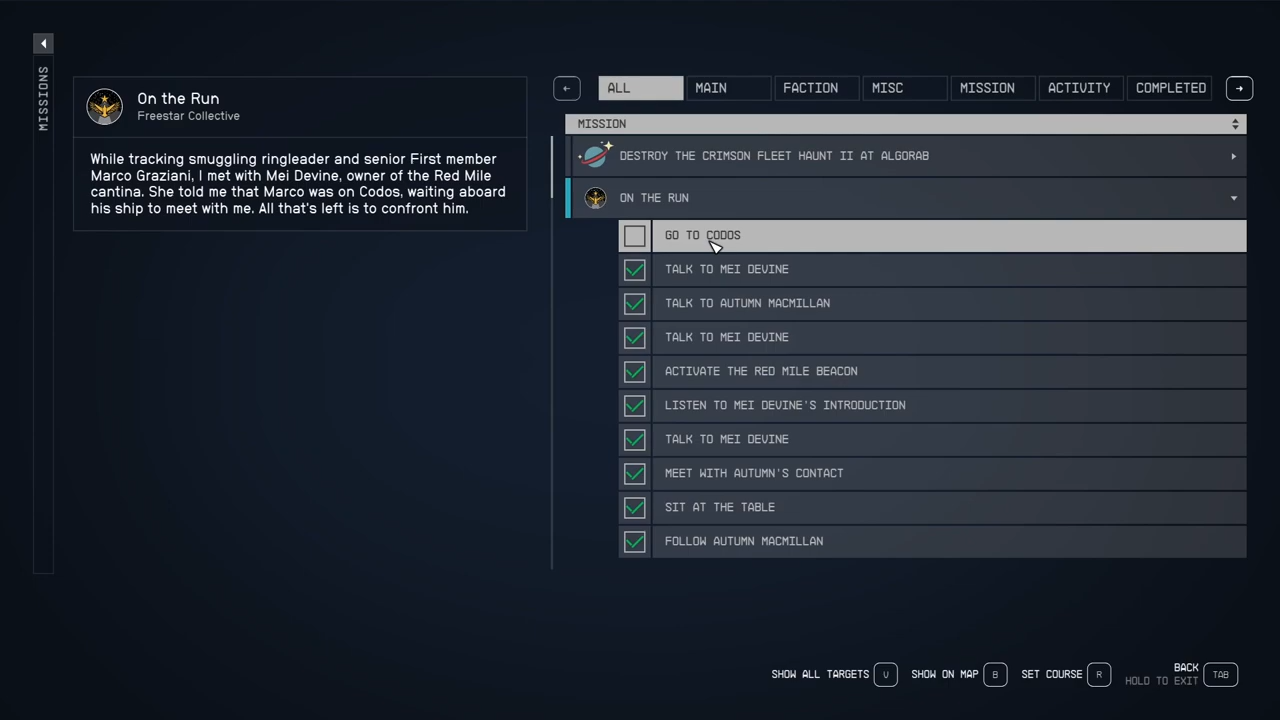 MISSIONS
On the Run
Freestar Collective
While tracking smuggling ringleader and senior First member
Marco Graziani, I met with Mei Devine, owner of the Red Mile
cantina. She told me that Marco was on Codos, waiting aboard
his ship to meet with me. All that's left is to confront him.
ALL MAIN FACTION MISC MISSION ACTIVITY COMPLETED
MISSION
DESTROY THE CRIMSON FLEET HAUNT II AT ALGORAB
ON THE RUN
GO TO CODOS
TALK TO MEI DEVINE
TALK TO AUTUMN MACMILLAN
TALK TO MEI DEVINE
ACTIVATE THE RED MILE BEACON
LISTEN TO MEI DEVINE'S INTRODUCTION
TALK TO MEI DEVINE
MEET WITH AUTUMN'S CONTACT
SIT AT THE TABLE
FOLLOW AUTUMN MACMILLAN
SHOW ALL TARGETS V SHOW ON MAP B SET COURSE R BACK TAB
HOLD TO EXIT